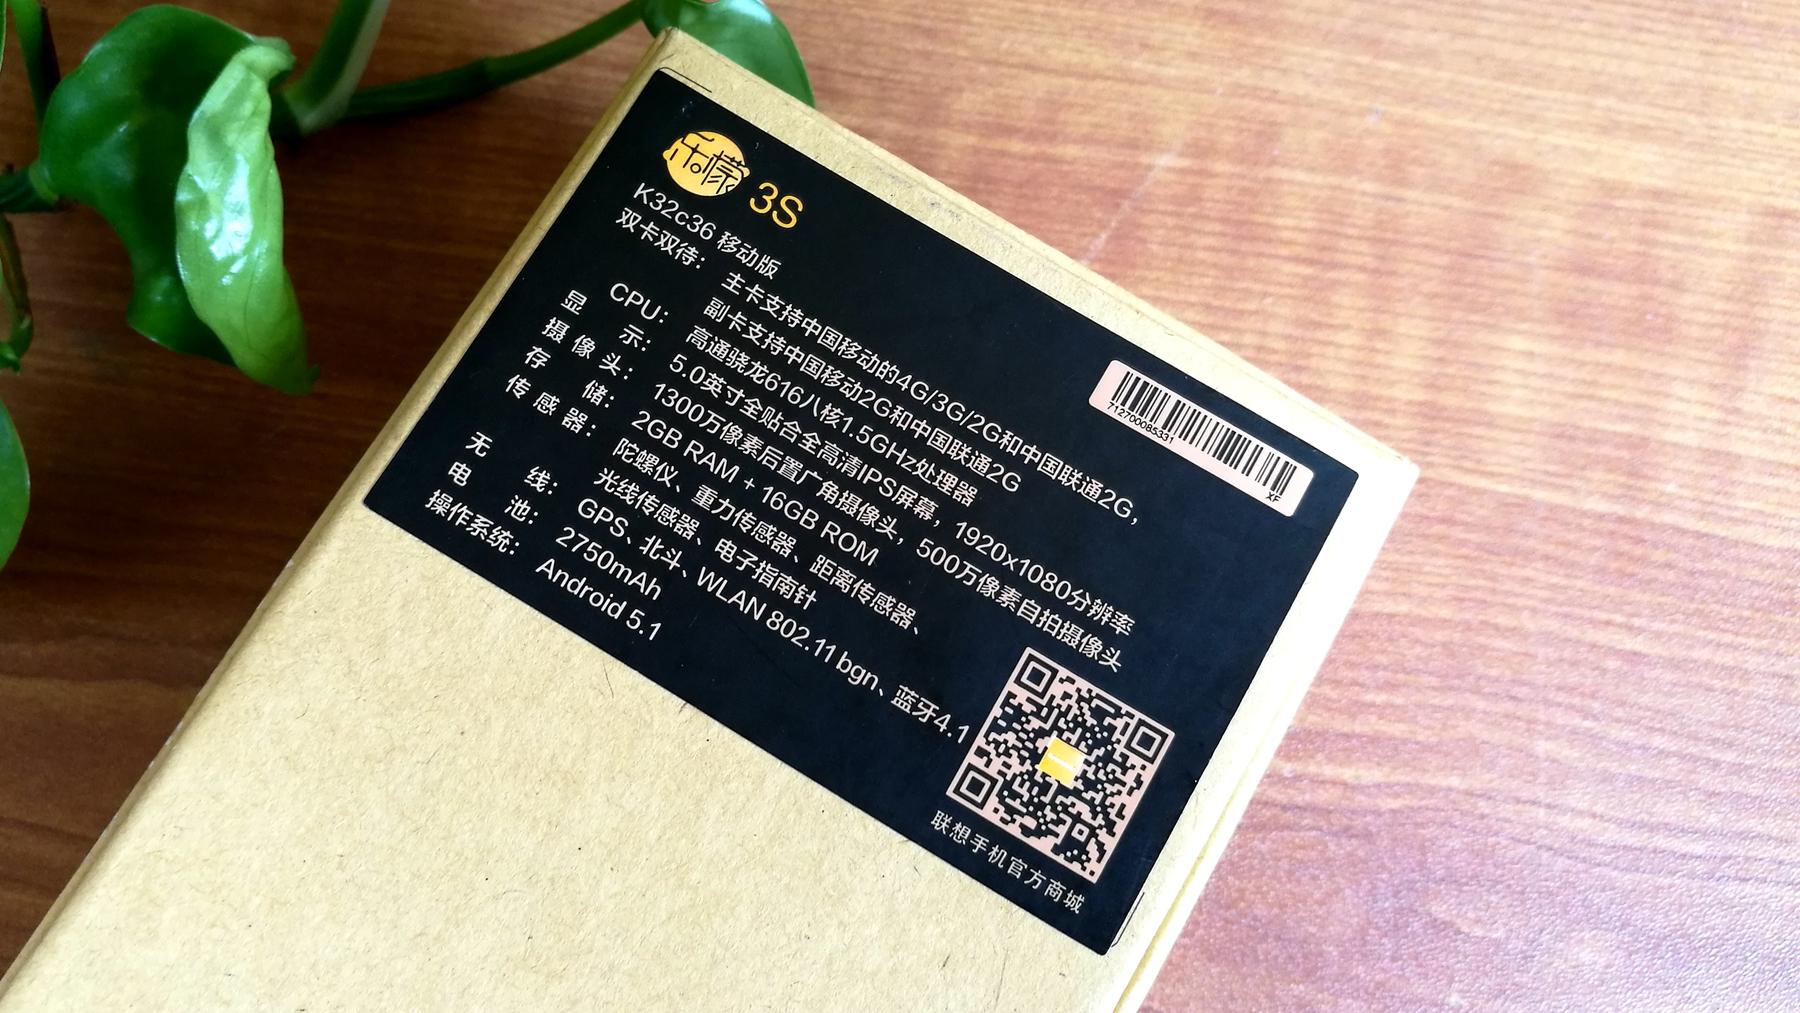 乐檬 3S
K32c36 移动版
双卡双待： 主卡支持中国移动的4G/3G/2G和中国联通2G，
副卡支持中国移动2G和中国联通2G
CPU： 高通骁龙616八核1.5GHz处理器
显示： 5.0英寸全贴合全高清IPS屏幕，1920x1080分辨率
摄像头： 1300万像素后置广角摄像头，500万像素自拍摄像头
存储： 2GB RAM + 16GB ROM
传感器： 陀螺仪、重力传感器、距离传感器、
光线传感器、电子指南针
无线： GPS、北斗、WLAN 802.11bgn、蓝牙4.1
电池： 2750mAh
操作系统： Android 5.1
712700085331
XF
联想手机官方商城